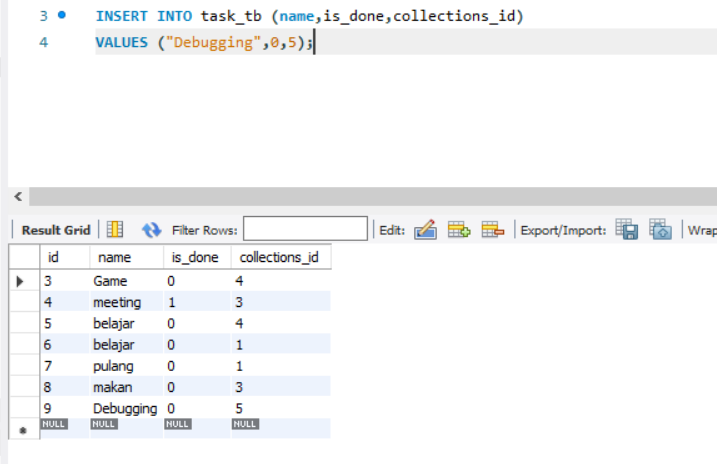 3 INSERT INTO task_tb (name,is_done,collections_id)
4 VALUES ("Debugging",0,5);
Result Grid Filter Rows: Edit: Export/Import: Wrap
id name is_done collections_id
3 Game 0 4
4 meeting 1 3
5 belajar 0 4
6 belajar 0 1
7 pulang 0 1
8 makan 0 3
9 Debugging 0 5
NULL NULL NULL NULL